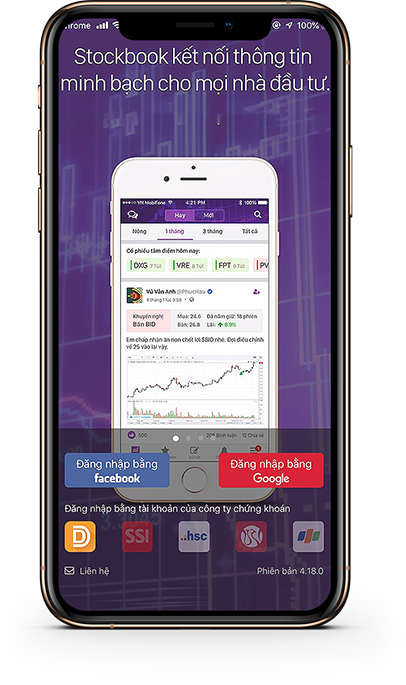 hrome 100%
Stockbook kết nối thông tin
minh bạch cho mọi nhà đầu tư.
VN MobiFone 4:21 PM 100%
Hay Mới
Nóng 1 tháng 3 tháng Tất cả
Cổ phiếu tâm điểm hôm nay:
DXG 7 Tút VRE 8 Tút FPT 9 Tút PV
Vũ Vân Anh @PhucHau
4 tháng 1 lúc 9:58
Khuyến nghị Mua: 24.6 Đã nắm giữ: 18 phiên
Bán BID Bán: 26.8 Lãi: 8.9%
Em chấp nhận ăn non chốt lời $BID nhé. Đợi điều chỉnh
về 25 vào lại vậy.
500 Bình luận 12 Chia sẻ
Đăng nhập bằng
facebook
Đăng nhập bằng
Google
Đăng nhập bằng tài khoản của công ty chứng khoán
D SSI ..hsc
Liên hệ Phiên bản 4.18.0